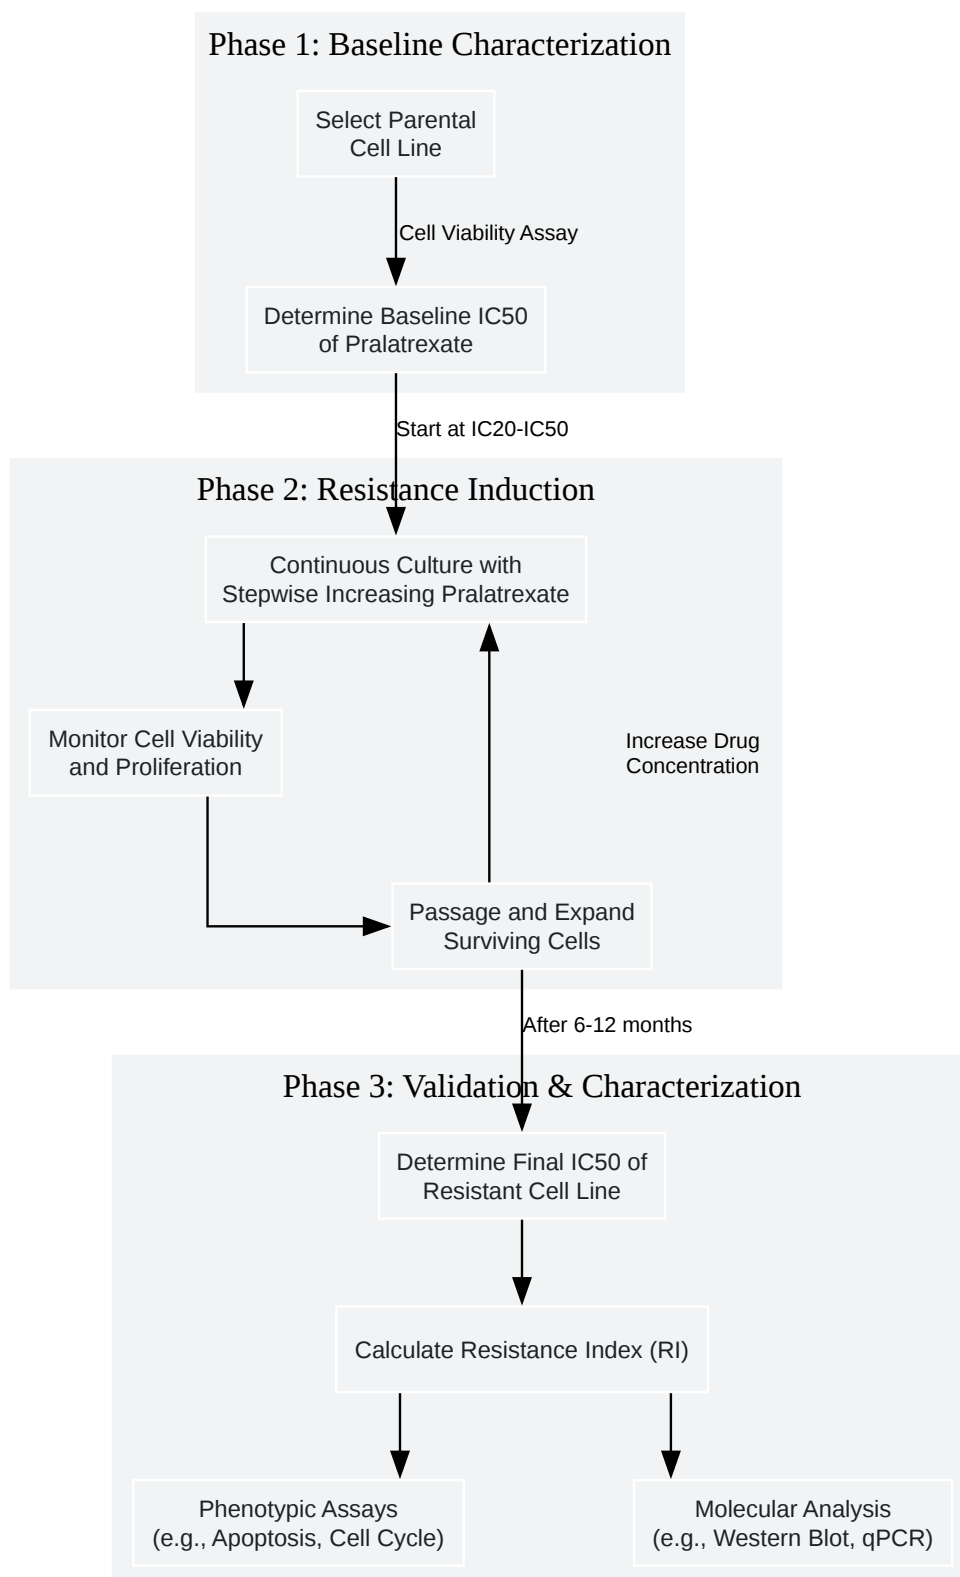 Phase 1: Baseline Characterization
Select Parental
Cell Line
Cell Viability Assay
Determine Baseline IC50
of Pralatrexate
Start at IC20-IC50
Phase 2: Resistance Induction
Continuous Culture with
Stepwise Increasing Pralatrexate
Monitor Cell Viability
and Proliferation
Increase Drug
Concentration
Passage and Expand
Surviving Cells
After 6-12 months
Phase 3: Validation & Characterization
Determine Final IC50 of
Resistant Cell Line
Calculate Resistance Index (RI)
Phenotypic Assays
(e.g., Apoptosis, Cell Cycle)
Molecular Analysis
(e.g., Western Blot, qPCR)